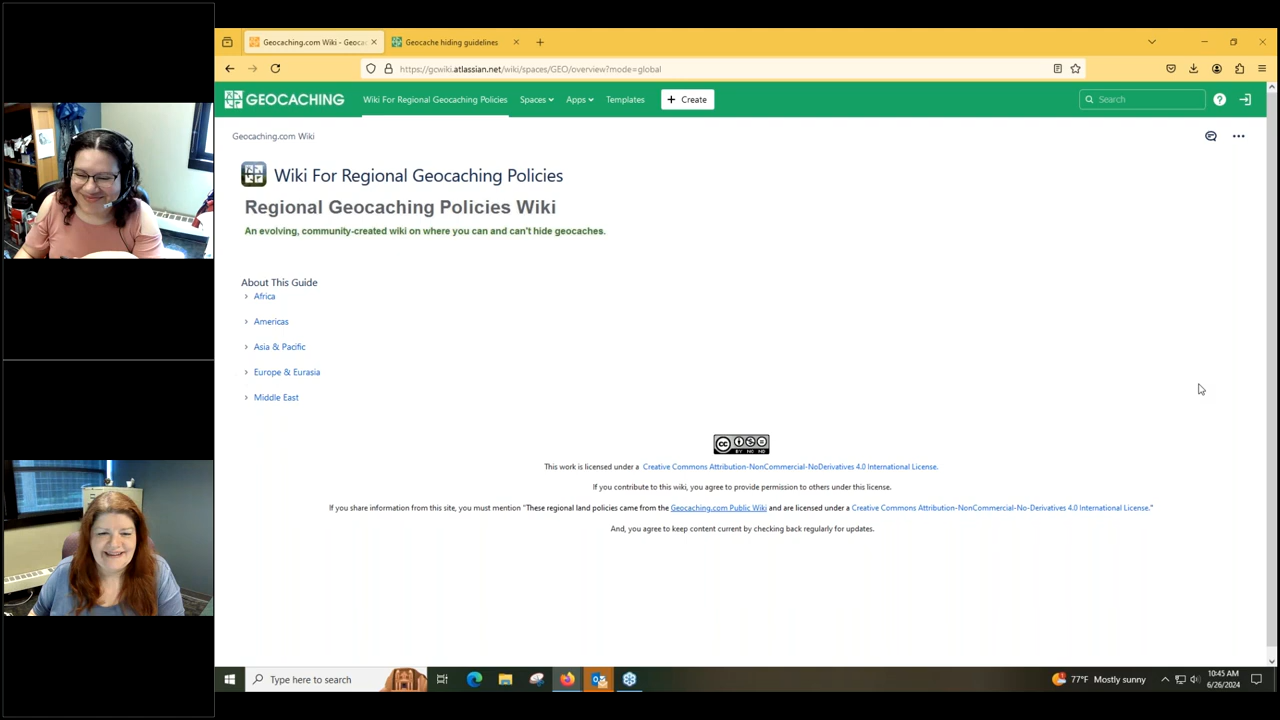 Geocaching.com Wiki - Geocac
Geocache hiding guidelines
https://gcwiki.atlassian.net/wiki/spaces/GEO/overview?mode=global
GEOCACHING
Wiki For Regional Geocaching Policies
Spaces
Apps
Templates
+ Create
Search
Geocaching.com Wiki
Wiki For Regional Geocaching Policies
Regional Geocaching Policies Wiki
An evolving, community-created wiki on where you can and can't hide geocaches.
About This Guide
Africa
Americas
Asia & Pacific
Europe & Eurasia
Middle East
CC BY NC ND
This work is licensed under a Creative Commons Attribution-NonCommercial-NoDerivatives 4.0 International License.
If you contribute to this wiki, you agree to provide permission to others under this license.
If you share information from this site, you must mention "These regional land policies came from the Geocaching.com Public Wiki and are licensed under a Creative Commons Attribution-NonCommercial-No-Derivatives 4.0 International License."
And, you agree to keep content current by checking back regularly for updates.
Type here to search
77°F Mostly sunny
10:45 AM
6/26/2024